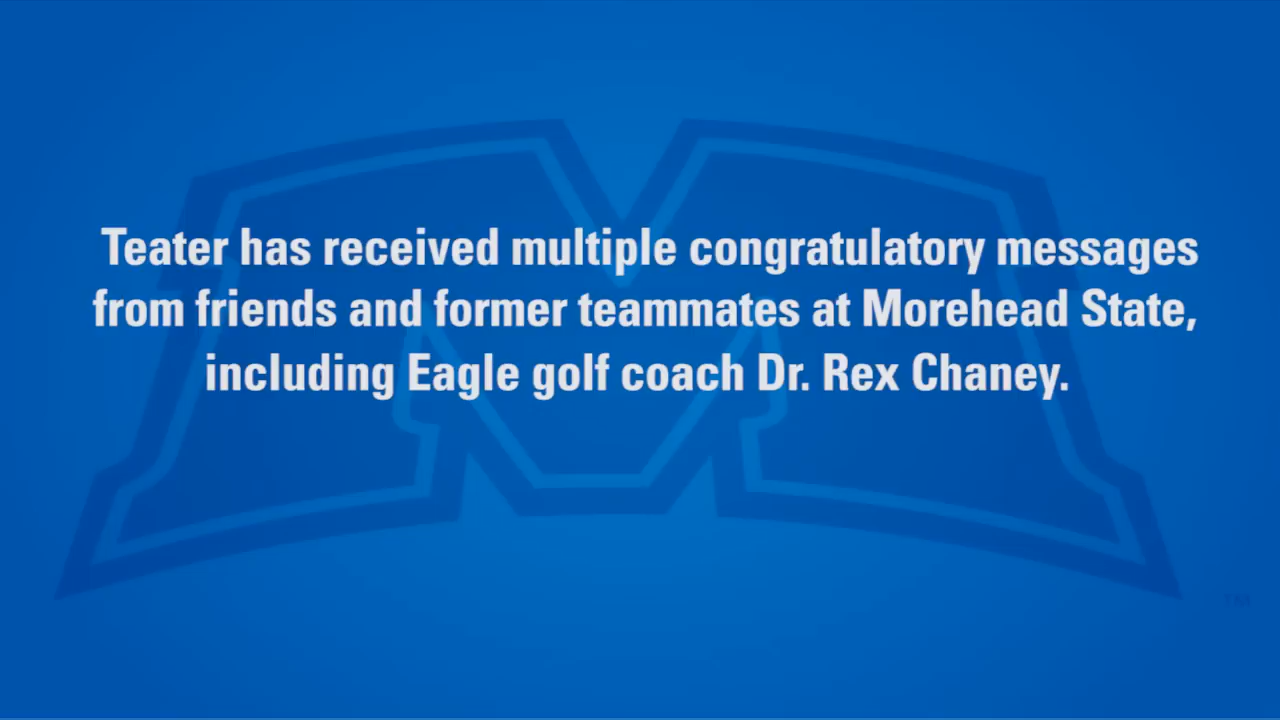 Teater has received multiple congratulatory messages
from friends and former teammates at Morehead State,
including Eagle golf coach Dr. Rex Chaney.
TM